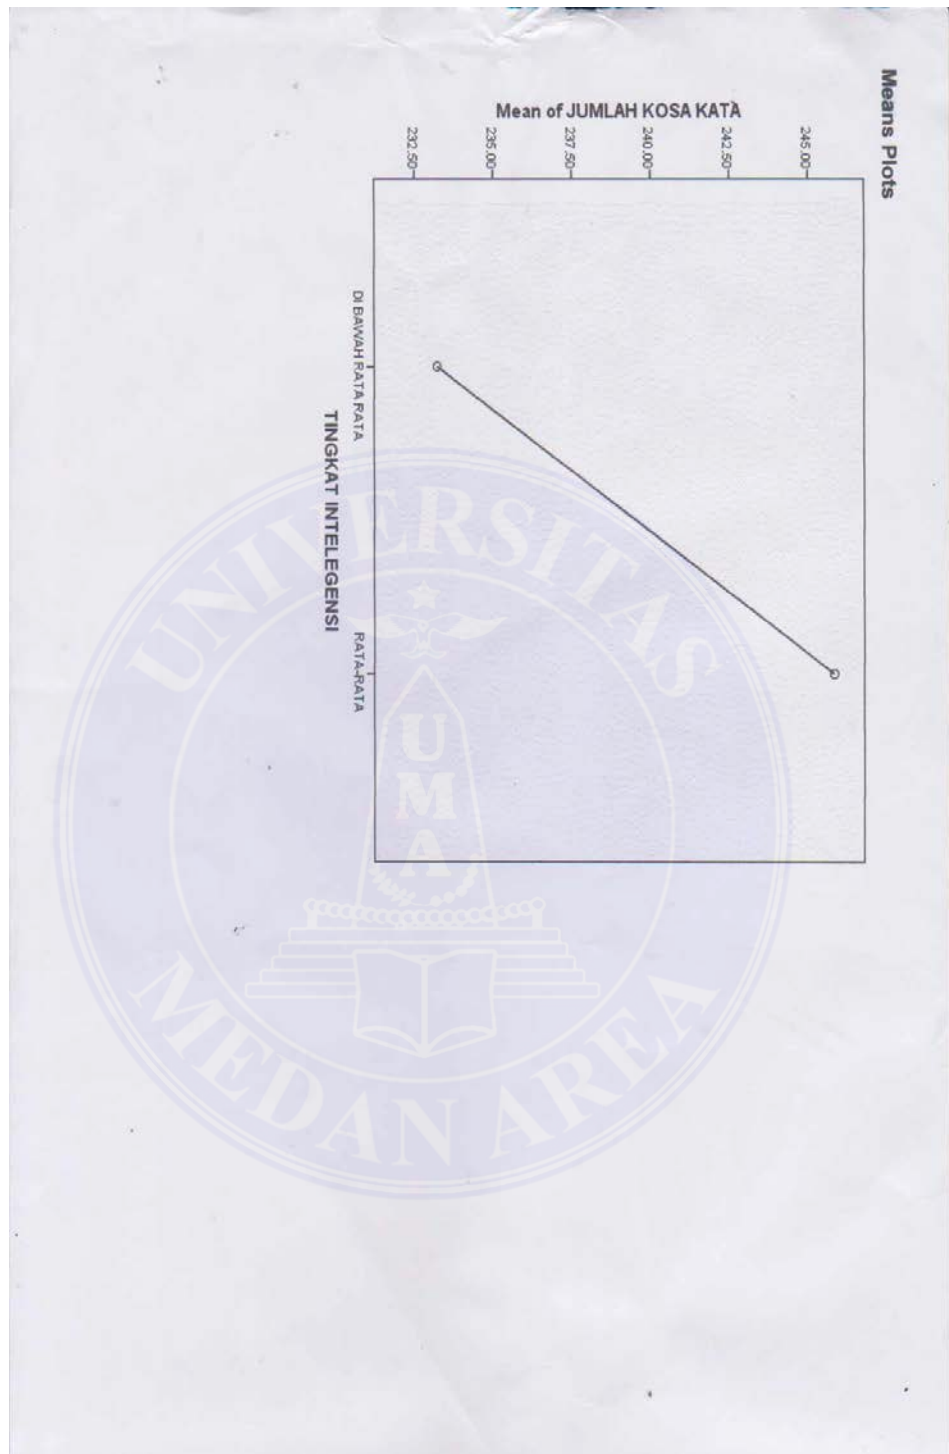 Means Plots
Mean of JUMLAH KOSA KATA
245.00
242.50
240.00
237.50
235.00
232.50
DI BAWAH RATA RATA
RATA-RATA
TINGKAT INTELEGENSI
UNIVERSITAS
MEDAN AREA
UMA